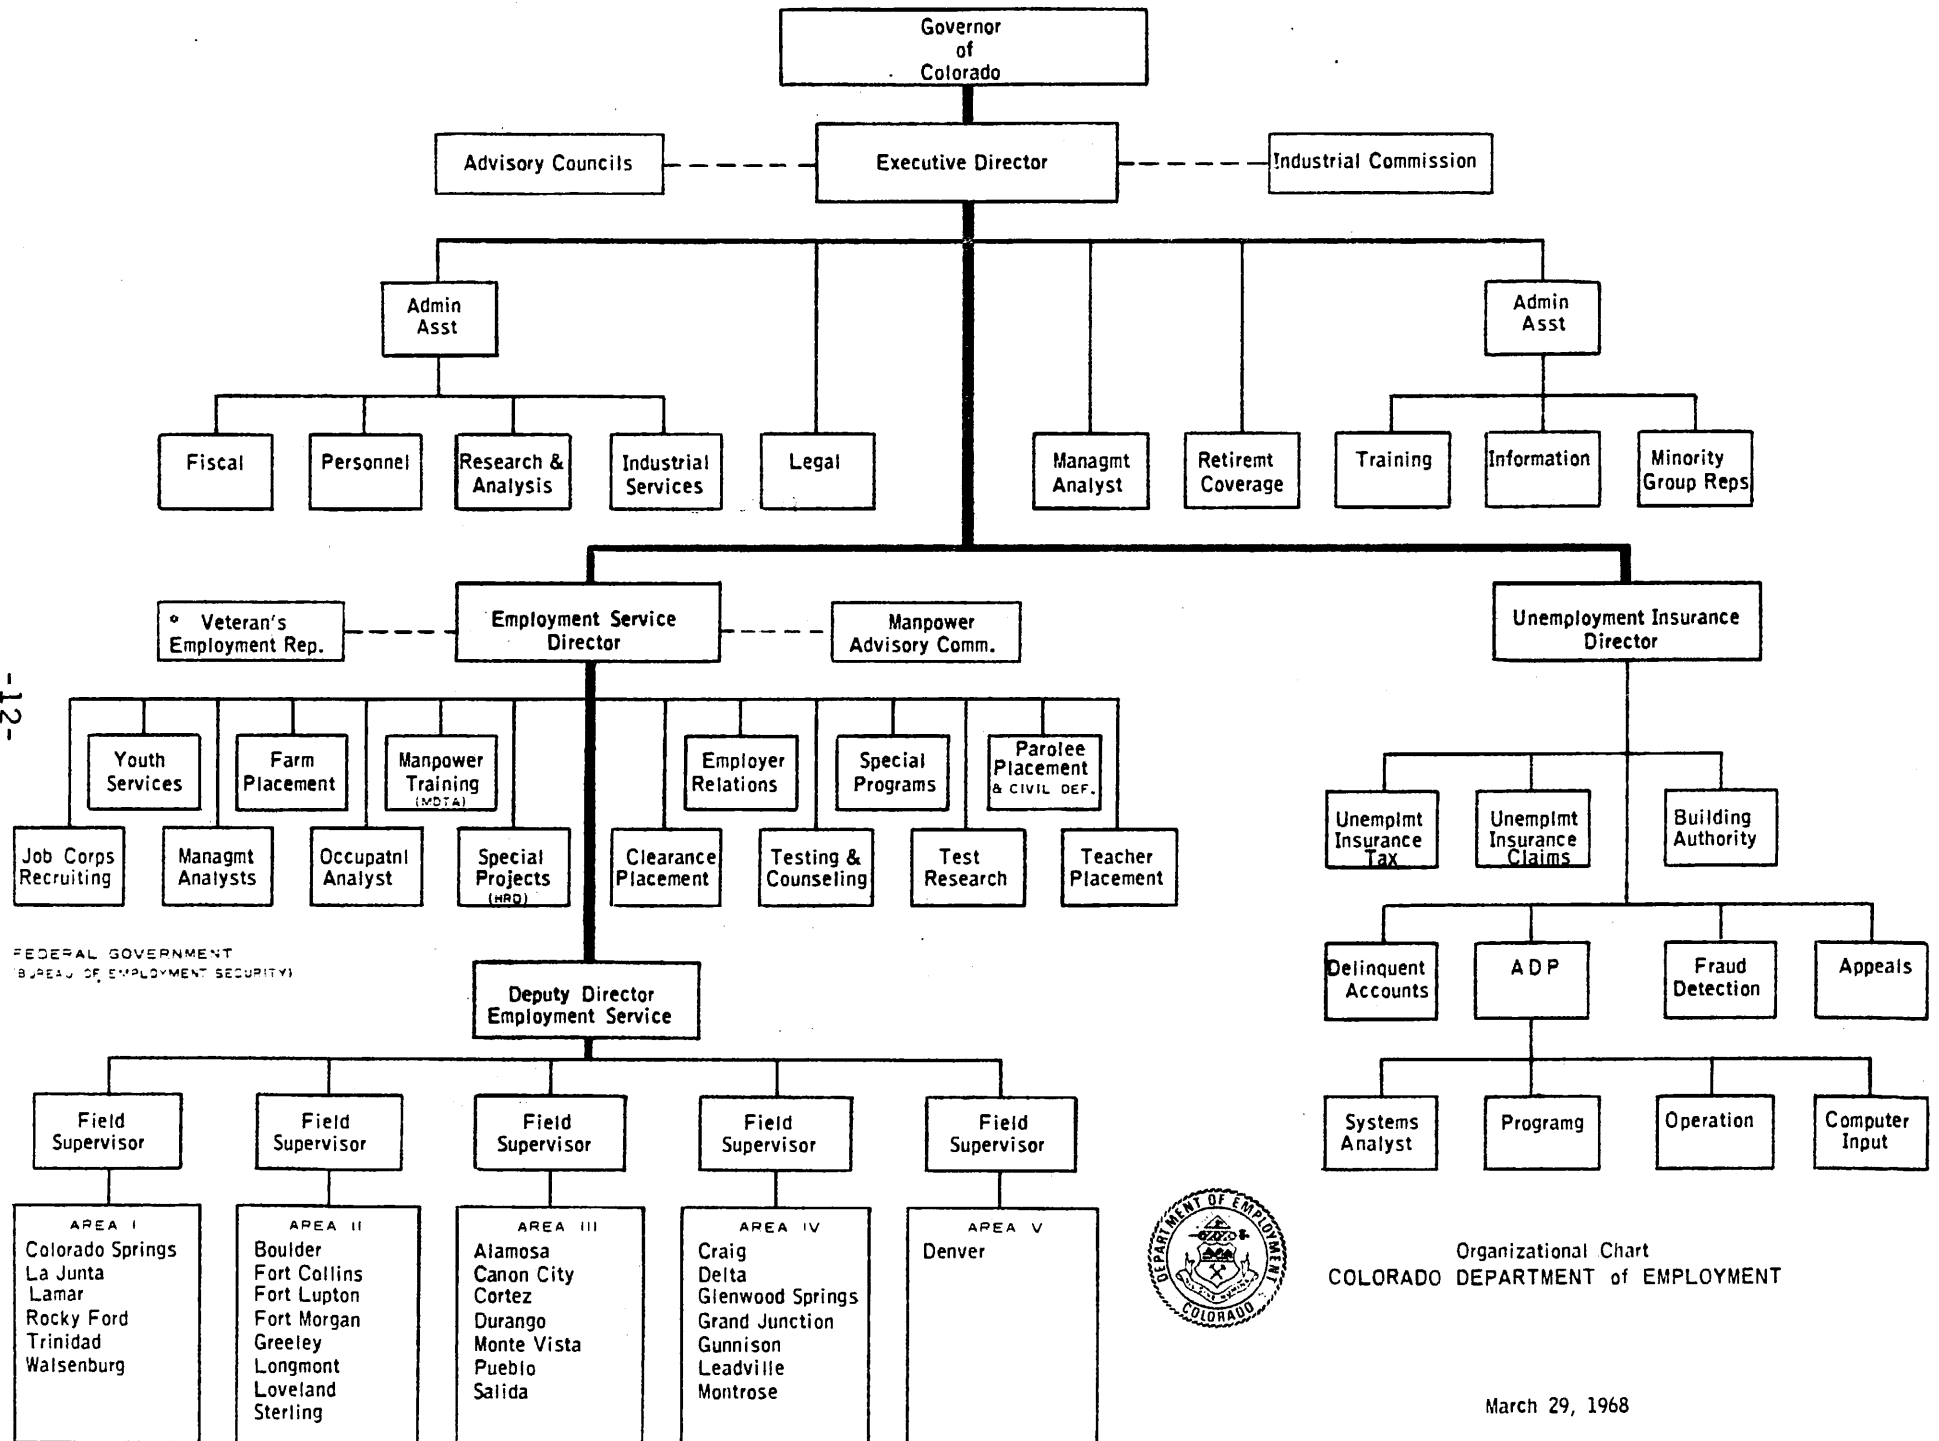 Governor
of
Colorado
Advisory Councils
Executive Director
Industrial Commission
Admin
Asst
Admin
Asst
Fiscal
Personnel
Research &
Analysis
Industrial
Services
Legal
Managmt
Analyst
Retiremt
Coverage
Training
Information
Minority
Group Reps
* Veteran's
Employment Rep.
Employment Service
Director
Manpower
Advisory Comm.
Unemployment Insurance
Director
-12-
Youth
Services
Farm
Placement
Manpower
Training
(MDTA)
Employer
Relations
Special
Programs
Parolee
Placement
& CIVIL DEF.
Job Corps
Recruiting
Managmt
Analysts
Occupatnl
Analyst
Special
Projects
(HRD)
Clearance
Placement
Testing &
Counseling
Test
Research
Teacher
Placement
Unemplmt
Insurance
Tax
Unemplmt
Insurance
Claims
Building
Authority
FEDERAL GOVERNMENT
(BUREAU OF EMPLOYMENT SECURITY)
Deputy Director
Employment Service
Delinquent
Accounts
ADP
Fraud
Detection
Appeals
Field
Supervisor
Field
Supervisor
Field
Supervisor
Field
Supervisor
Field
Supervisor
Systems
Analyst
Programg
Operation
Computer
Input
AREA I
Colorado Springs
La Junta
Lamar
Rocky Ford
Trinidad
Walsenburg
AREA II
Boulder
Fort Collins
Fort Lupton
Fort Morgan
Greeley
Longmont
Loveland
Sterling
AREA III
Alamosa
Canon City
Cortez
Durango
Monte Vista
Pueblo
Salida
AREA IV
Craig
Delta
Glenwood Springs
Grand Junction
Gunnison
Leadville
Montrose
AREA V
Denver
DEPARTMENT OF EMPLOYMENT
COLORADO
Organizational Chart
COLORADO DEPARTMENT of EMPLOYMENT
March 29, 1968